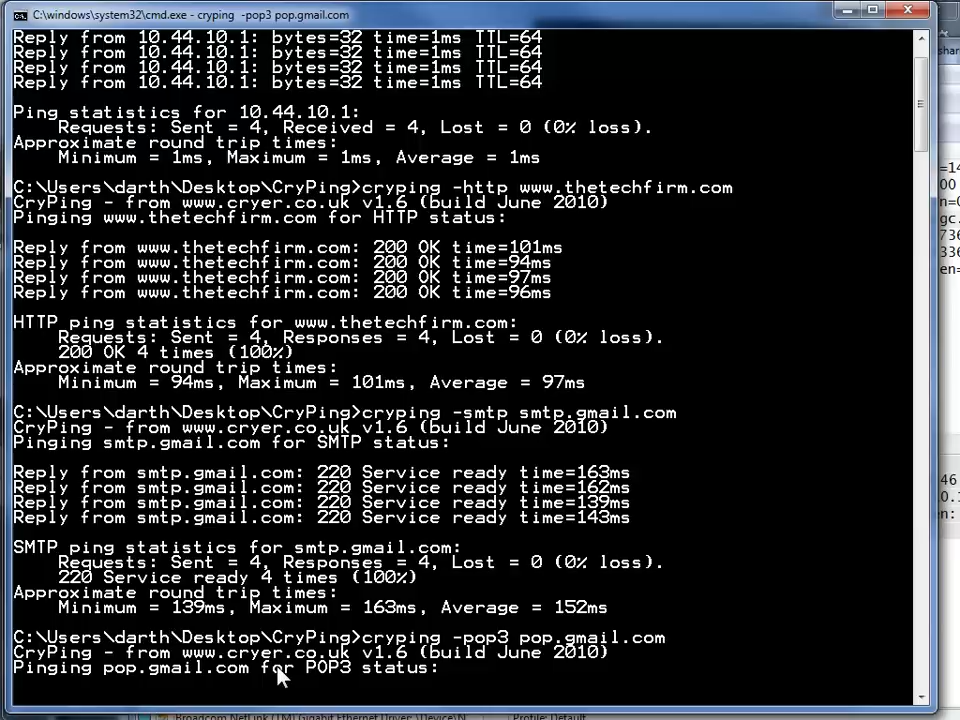 C:\windows\system32\cmd.exe - cryping -pop3 pop.gmail.com
Reply from 10.44.10.1: bytes=32 time=1ms TTL=64
Reply from 10.44.10.1: bytes=32 time=1ms TTL=64
Reply from 10.44.10.1: bytes=32 time=1ms TTL=64
Reply from 10.44.10.1: bytes=32 time=1ms TTL=64
Ping statistics for 10.44.10.1:
Requests: Sent = 4, Received = 4, Lost = 0 (0% loss).
Approximate round trip times:
Minimum = 1ms, Maximum = 1ms, Average = 1ms
C:\Users\darth\Desktop\CryPing>cryping -http www.thetechfirm.com
CryPing - from www.cryer.co.uk v1.6 (build June 2010)
Pinging www.thetechfirm.com for HTTP status:
Reply from www.thetechfirm.com: 200 OK time=101ms
Reply from www.thetechfirm.com: 200 OK time=94ms
Reply from www.thetechfirm.com: 200 OK time=97ms
Reply from www.thetechfirm.com: 200 OK time=96ms
HTTP ping statistics for www.thetechfirm.com:
Requests: Sent = 4, Responses = 4, Lost = 0 (0% loss).
200 OK 4 times (100%)
Approximate round trip times:
Minimum = 94ms, Maximum = 101ms, Average = 97ms
C:\Users\darth\Desktop\CryPing>cryping -smtp smtp.gmail.com
CryPing - from www.cryer.co.uk v1.6 (build June 2010)
Pinging smtp.gmail.com for SMTP status:
Reply from smtp.gmail.com: 220 Service ready time=163ms
Reply from smtp.gmail.com: 220 Service ready time=162ms
Reply from smtp.gmail.com: 220 Service ready time=139ms
Reply from smtp.gmail.com: 220 Service ready time=143ms
SMTP ping statistics for smtp.gmail.com:
Requests: Sent = 4, Responses = 4, Lost = 0 (0% loss).
220 Service ready 4 times (100%)
Approximate round trip times:
Minimum = 139ms, Maximum = 163ms, Average = 152ms
C:\Users\darth\Desktop\CryPing>cryping -pop3 pop.gmail.com
CryPing - from www.cryer.co.uk v1.6 (build June 2010)
Pinging pop.gmail.com for POP3 status:
Broadcom NetLink (TM) Gigabit Ethernet Driver: \Device\N
Profile: Default